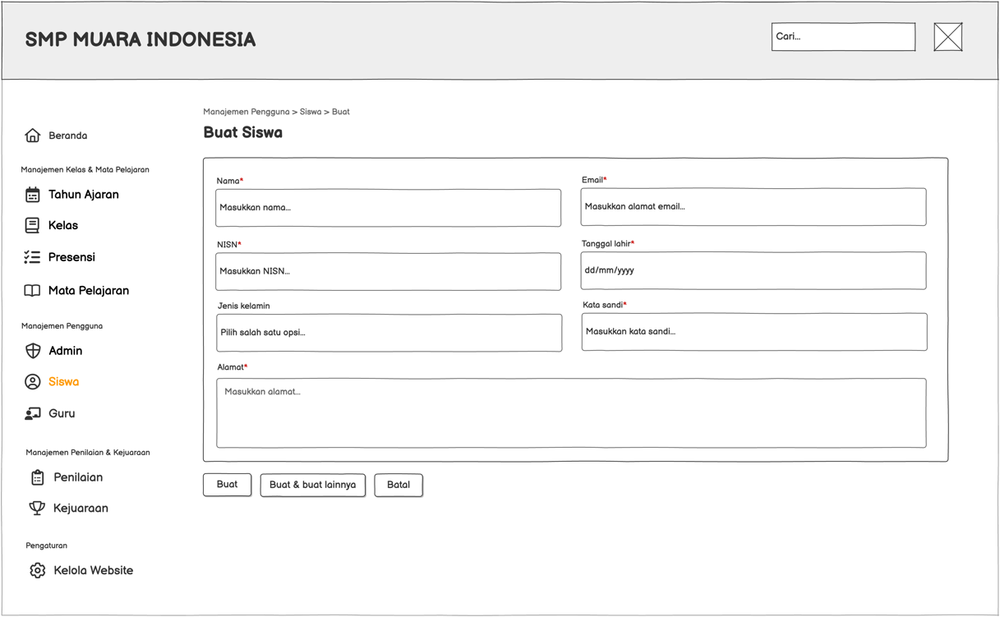 SMP MUARA INDONESIA
Cari...
Beranda
Manajemen Kelas & Mata Pelajaran
Tahun Ajaran
Kelas
Presensi
Mata Pelajaran
Manajemen Pengguna
Admin
Siswa
Guru
Manajemen Penilaian & Kejuaraan
Penilaian
Kejuaraan
Pengaturan
Kelola Website
Manajemen Pengguna > Siswa > Buat
Buat Siswa
Nama*
Masukkan nama...
Email*
Masukkan alamat email...
NISN*
Masukkan NISN...
Tanggal lahir*
dd/mm/yyyy
Jenis kelamin
Pilih salah satu opsi...
Kata sandi*
Masukkan kata sandi...
Alamat*
Masukkan alamat...
Buat
Buat & buat lainnya
Batal